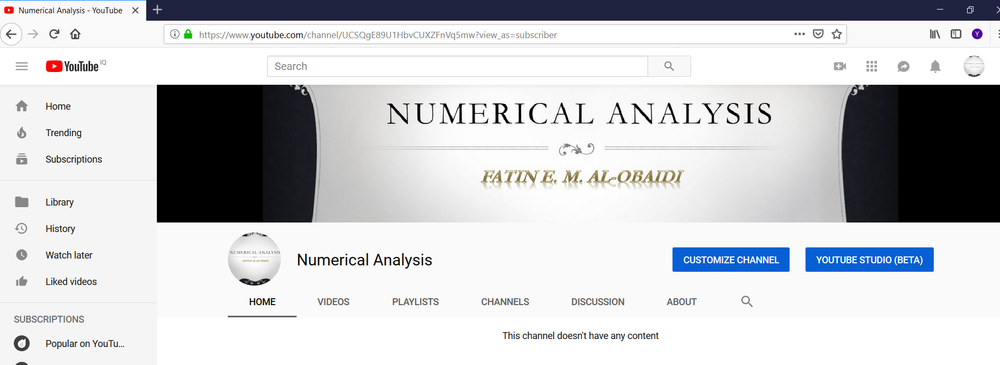 Numerical Analysis - YouTube
https://www.youtube.com/channel/UCSQgE89U1HbvCUXZFnVq5mw?view_as=subscriber
Y
YouTube IQ
Search
Home
Trending
Subscriptions
Library
History
Watch later
Liked videos
SUBSCRIPTIONS
Popular on YouTu...
NUMERICAL ANALYSIS
FATIN E. M. AL-OBAIDI
NUMERICAL ANALYSIS
FATIN E. M. AL-OBAIDI
Numerical Analysis
CUSTOMIZE CHANNEL
YOUTUBE STUDIO (BETA)
HOME
VIDEOS
PLAYLISTS
CHANNELS
DISCUSSION
ABOUT
This channel doesn't have any content